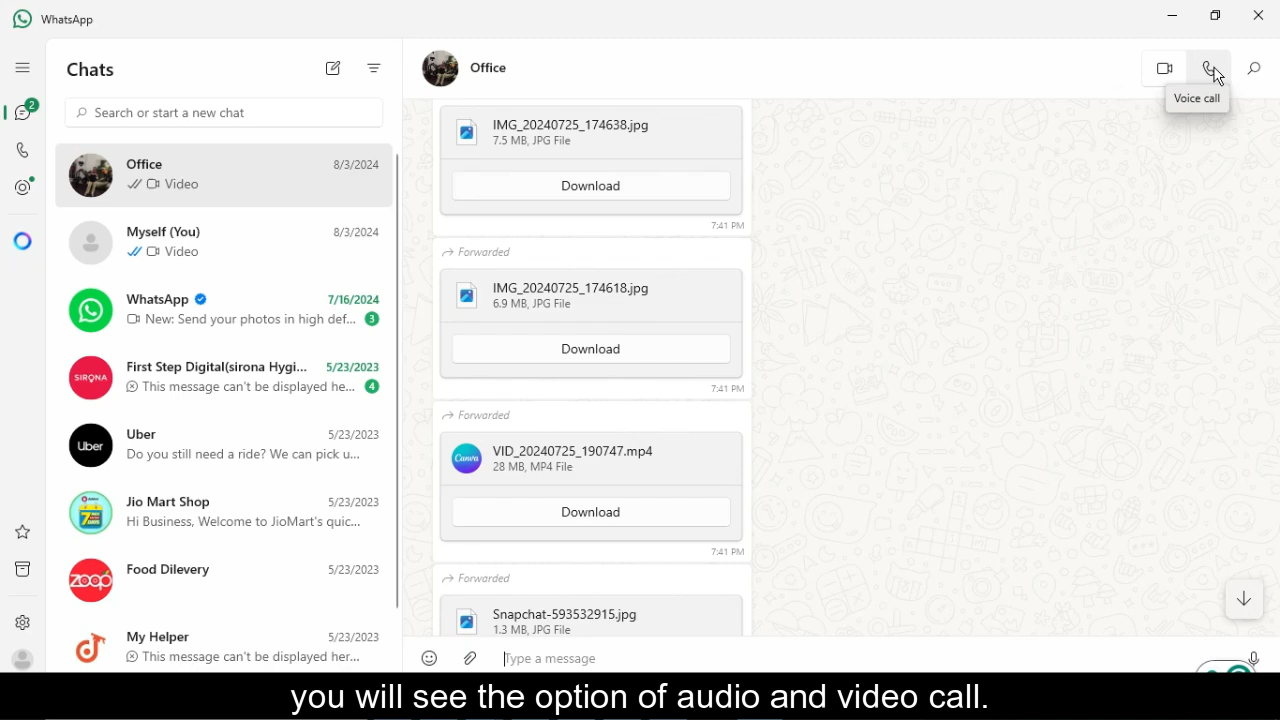 WhatsApp
Chats
Office
Voice call
2
Search or start a new chat
Office 8/3/2024
Video
Myself (You) 8/3/2024
Video
WhatsApp 7/16/2024
New: Send your photos in high def... 3
First Step Digital(sirona Hygi... 5/23/2023
SIRONA
This message can't be displayed he... 4
Uber 5/23/2023
Uber
Do you still need a ride? We can pick u...
Jio Mart Shop 5/23/2023
Hi Business, Welcome to JioMart's quic...
Food Dilevery 5/23/2023
zoop
My Helper 5/23/2023
This message can't be displayed her...
IMG_20240725_174638.jpg
7.5 MB, JPG File
Download
7:41 PM
Forwarded
IMG_20240725_174618.jpg
6.9 MB, JPG File
Download
7:41 PM
Forwarded
Canva
VID_20240725_190747.mp4
28 MB, MP4 File
Download
7:41 PM
Forwarded
Snapchat-593532915.jpg
1.3 MB, JPG File
Type a message
you will see the option of audio and video call.